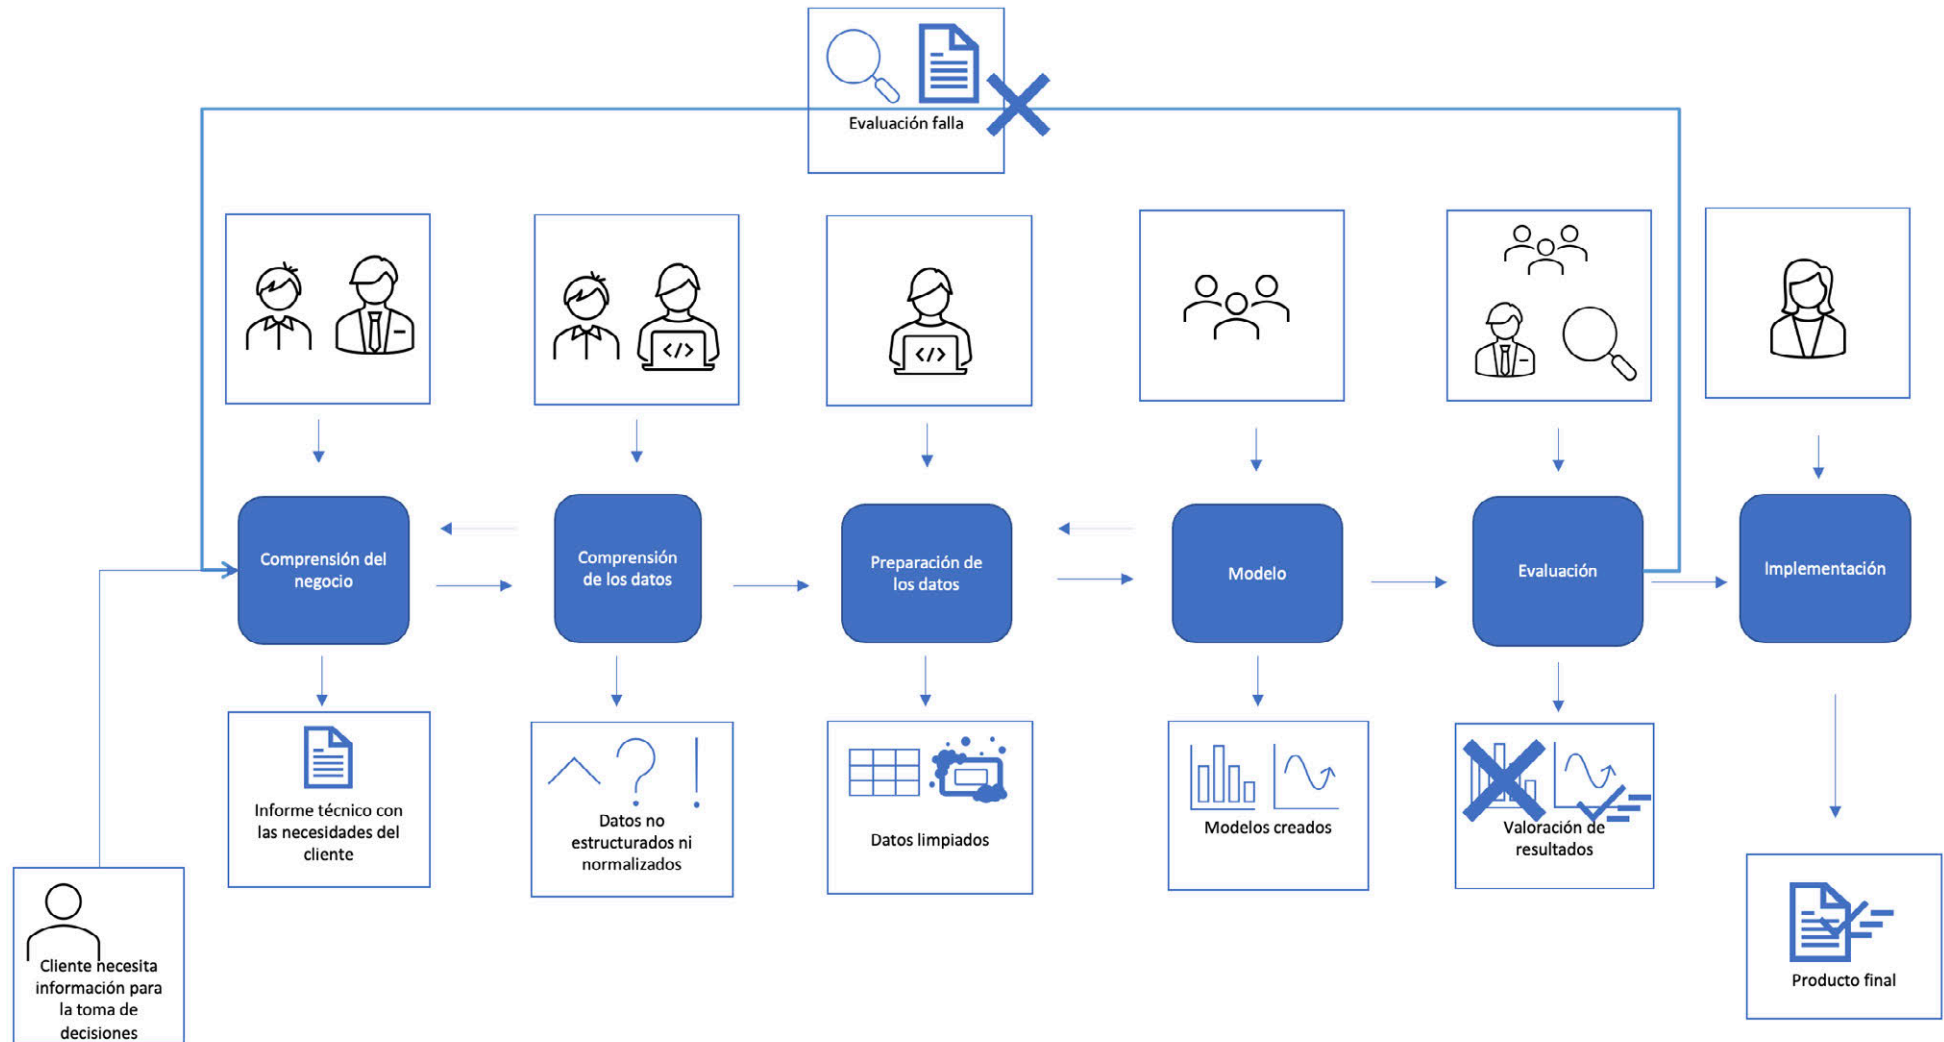 Evaluación falla
Comprensión del
negocio
Comprensión
de los datos
Preparación de
los datos
Modelo
Evaluación
Implementación
Informe técnico con
las necesidades del
cliente
Datos no
estructurados ni
normalizados
Datos limpiados
Modelos creados
Valoración de
resultados
Cliente necesita
información para
la toma de
decisiones
Producto final